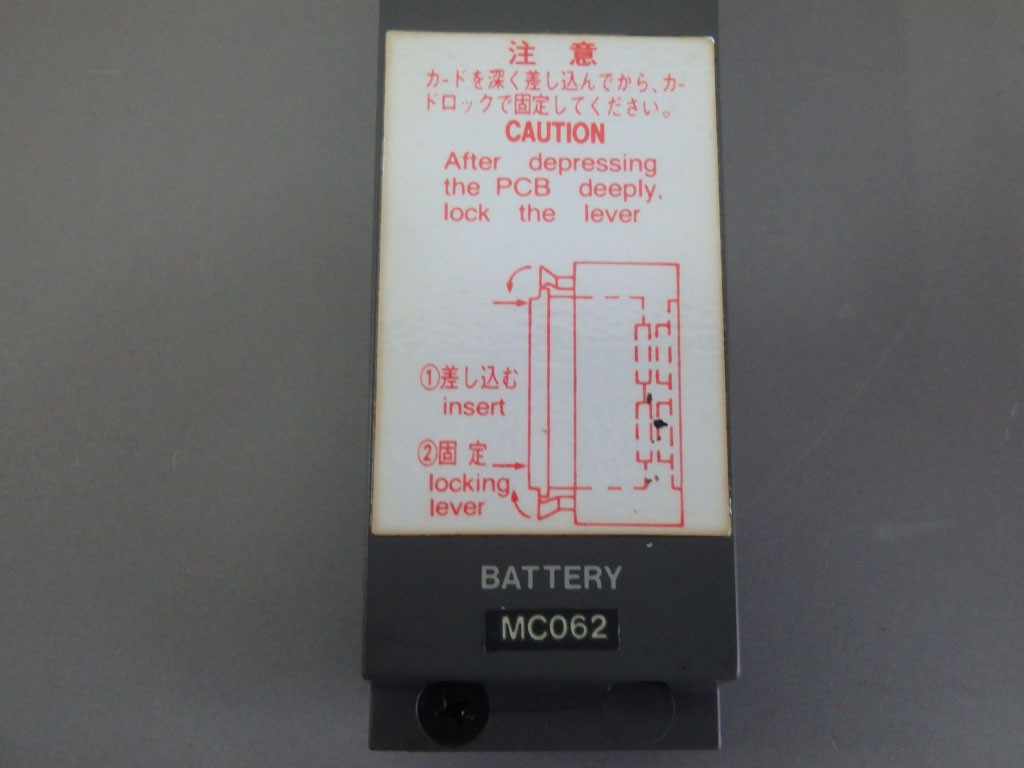 注 意
カードを深く差し込んでから、カー
ドロックで固定してください。
CAUTION
After depressing
the PCB deeply,
lock the lever
①差し込む
insert
②固 定
locking
lever
BATTERY
MC062